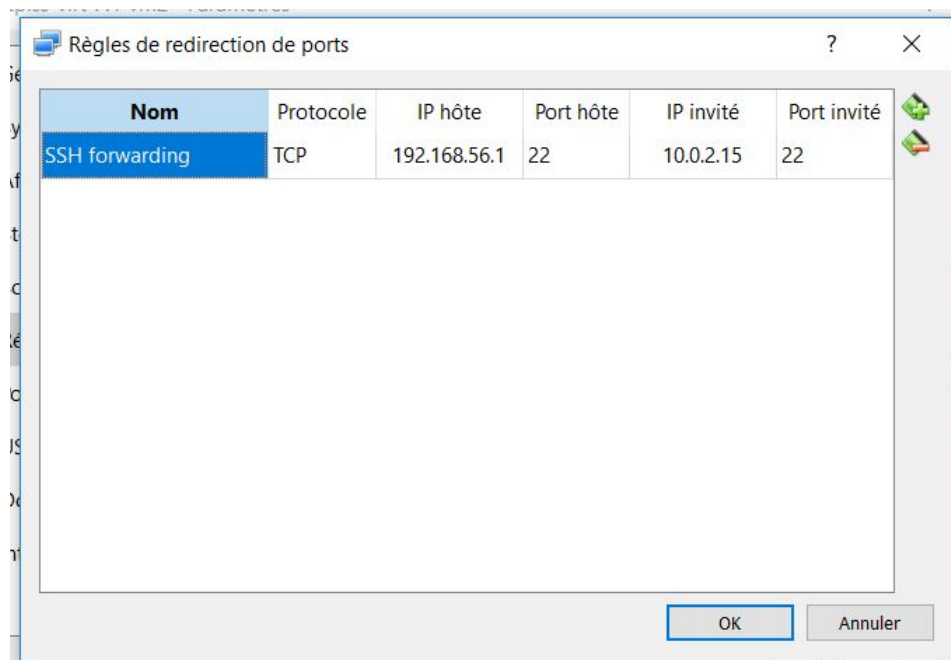 Règles de redirection de ports ?
Nom Protocole IP hôte Port hôte IP invité Port invité
SSH forwarding TCP 192.168.56.1 22 10.0.2.15 22
OK Annuler